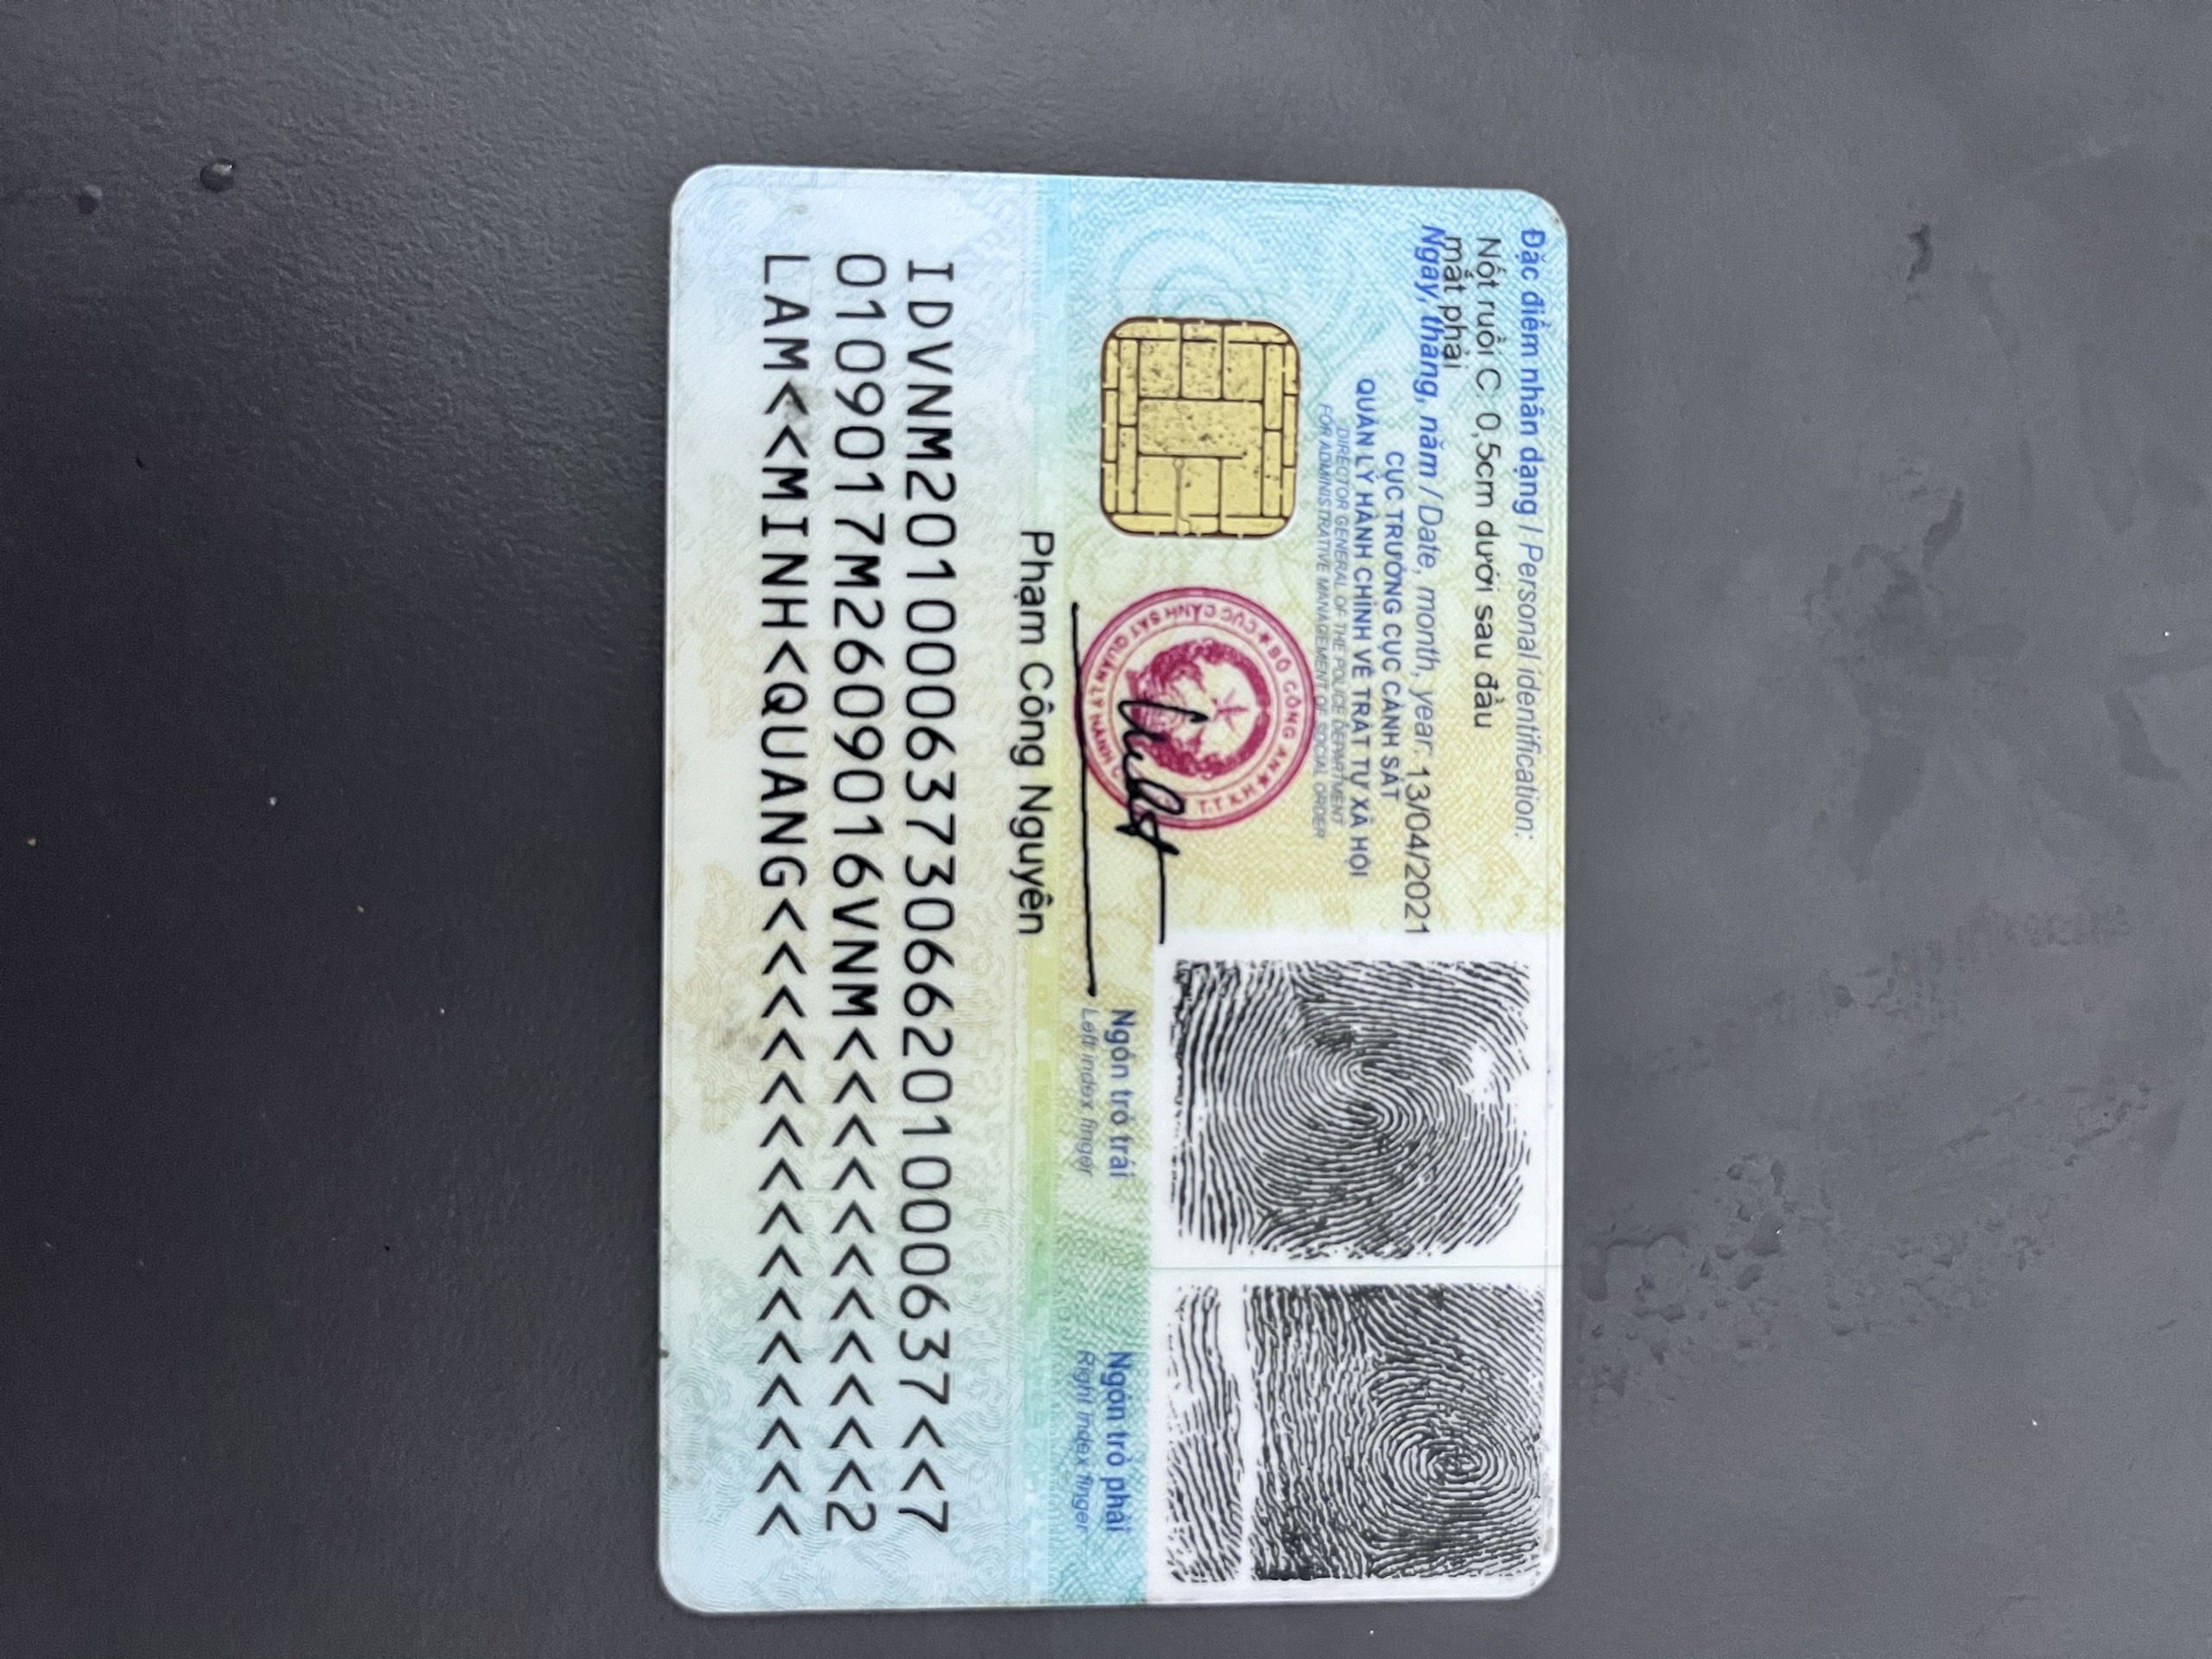 Đặc điểm nhân dạng / Personal identification:
Nốt ruồi C: 0,5cm dưới sau đầu
mắt phải
Ngày, tháng, năm / Date, month, year: 13/04/2021
CỤC TRƯỞNG CỤC CẢNH SÁT
QUẢN LÝ HÀNH CHÍNH VỀ TRẬT TỰ XÃ HỘI
DIRECTOR GENERAL OF THE POLICE DEPARTMENT
FOR ADMINISTRATIVE MANAGEMENT OF SOCIAL ORDER
★ BỘ CÔNG AN ★
CỤC CẢNH SÁT QUẢN LÝ HÀNH T.T.X.H
Phạm Công Nguyên
Ngón trỏ trái
Left index finger
Ngón trỏ phải
Right index finger
IDVNM2010006373066201000637<<7
0109017M2609016VNM<<<<<<<<<<<2
LAM<<MINH<QUANG<<<<<<<<<<<<<<<